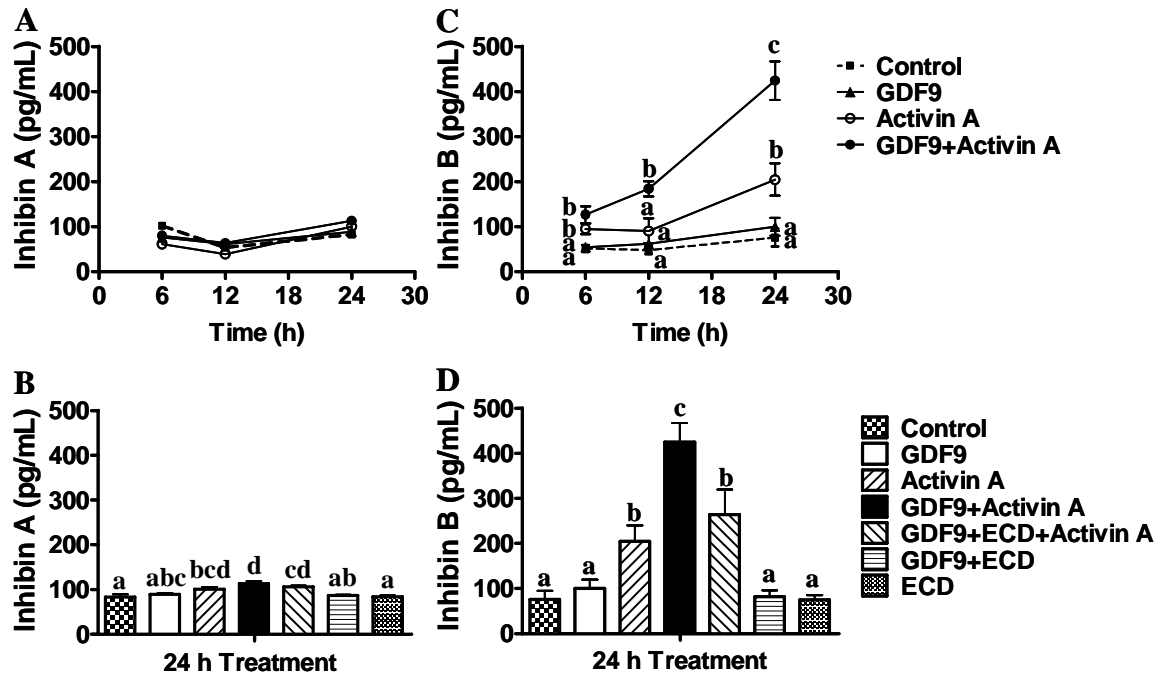 A
500
400
300
200
100
0
Inhibin A (pg/mL)
0 6 12 18 24 30
Time (h)
C
500
400
300
200
100
0
Inhibin B (pg/mL)
c
b
b
b
a
b
a
a
a
a
a
a
0 6 12 18 24 30
Time (h)
Control
GDF9
Activin A
GDF9+Activin A
B
500
400
300
200
100
0
Inhibin A (pg/mL)
a abc bcd d cd ab a
24 h Treatment
D
500
400
300
200
100
0
Inhibin B (pg/mL)
a a b c b a a
24 h Treatment
Control
GDF9
Activin A
GDF9+Activin A
GDF9+ECD+Activin A
GDF9+ECD
ECD